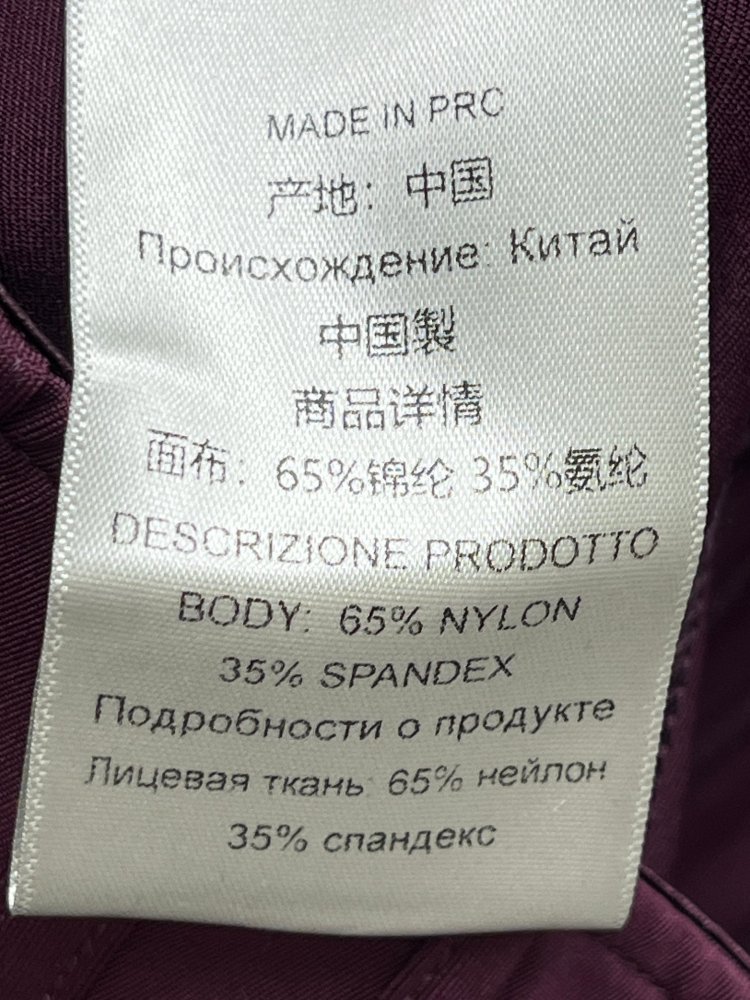 MADE IN PRC
产地：中国
Происхождение: Китай
中国製
商品详情
面布：65%锦纶 35%氨纶
DESCRIZIONE PRODOTTO
BODY: 65% NYLON
35% SPANDEX
Подробности о продукте
Лицевая ткань: 65% нейлон
35% спандекс